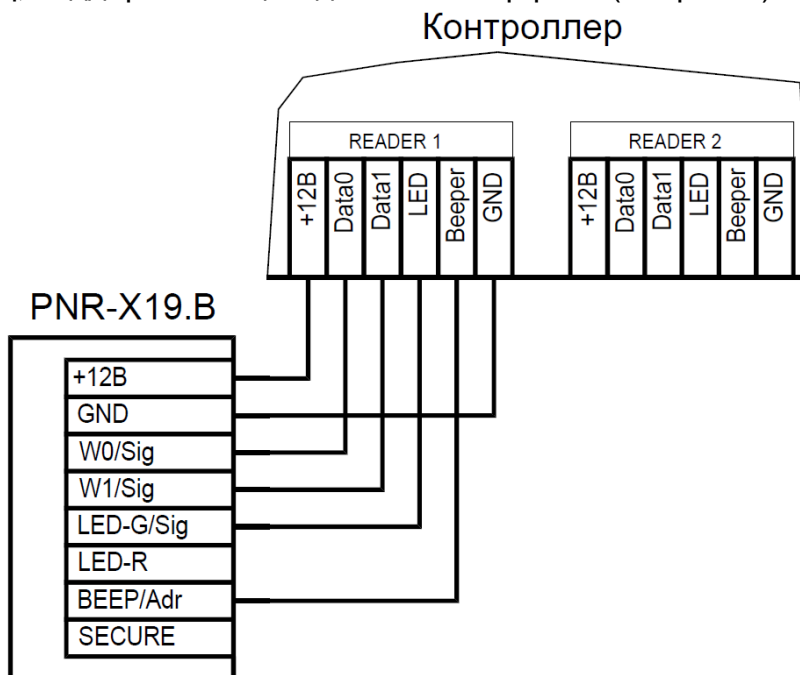 Контроллер
READER 1
READER 2
+12В
Data0
Data1
LED
Beeper
GND
+12В
Data0
Data1
LED
Beeper
GND
PNR-X19.B
+12В
GND
W0/Sig
W1/Sig
LED-G/Sig
LED-R
BEEP/Adr
SECURE